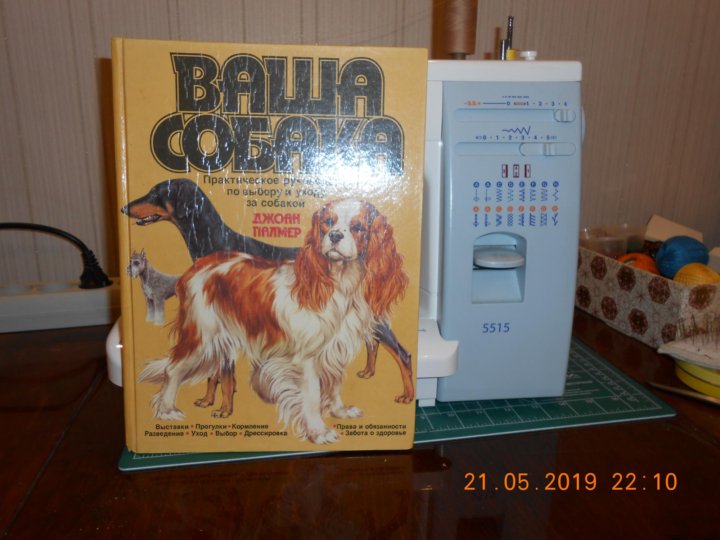 ВАША
СОБАКА
Практическое
по выбору и уходу
за собакой
ДЖОАН
ПАЛМЕР
Выставки • Прогулки • Кормление
Разведение • Уход • Выбор • Дрессировка
• Права и обязанности
• Забота о здоровье
5515
21.05.2019 22:10